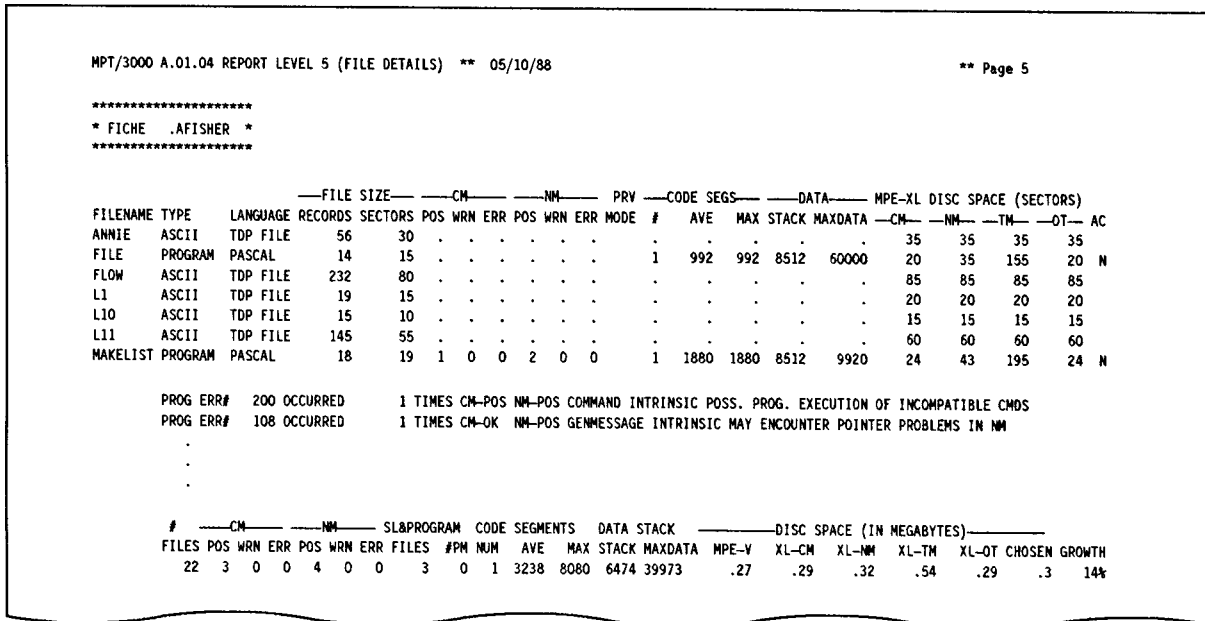 MPT/3000 A.01.04 REPORT LEVEL 5 (FILE DETAILS) ** 05/10/88 ** Page 5
*********************
* FICHE .AFISHER *
*********************
—FILE SIZE— —CM— —NM— PRV —CODE SEGS— —DATA— MPE-XL DISC SPACE (SECTORS)
FILENAME TYPE LANGUAGE RECORDS SECTORS POS WRN ERR POS WRN ERR MODE # AVE MAX STACK MAXDATA —CM— —NM— —TM— —OT— AC
ANNIE ASCII TDP FILE 56 30 . . . . . . . . . . . 35 35 35 35
FILE PROGRAM PASCAL 14 15 . . . . . . 1 992 992 8512 60000 20 35 155 20 N
FLOW ASCII TDP FILE 232 80 . . . . . . . . . . . 85 85 85 85
L1 ASCII TDP FILE 19 15 . . . . . . . . . . . 20 20 20 20
L10 ASCII TDP FILE 15 10 . . . . . . . . . . . 15 15 15 15
L11 ASCII TDP FILE 145 55 . . . . . . . . . . . 60 60 60 60
MAKELIST PROGRAM PASCAL 18 19 1 0 0 2 0 0 1 1880 1880 8512 9920 24 43 195 24 N
PROG ERR# 200 OCCURRED 1 TIMES CM-POS NM-POS COMMAND INTRINSIC POSS. PROG. EXECUTION OF INCOMPATIBLE CMDS
PROG ERR# 108 OCCURRED 1 TIMES CM-OK NM-POS GENMESSAGE INTRINSIC MAY ENCOUNTER POINTER PROBLEMS IN NM
.
.
.
# —CM— —NM— SL&PROGRAM CODE SEGMENTS DATA STACK —DISC SPACE (IN MEGABYTES)—
FILES POS WRN ERR POS WRN ERR FILES #PM NUM AVE MAX STACK MAXDATA MPE-V XL-CM XL-NM XL-TM XL-OT CHOSEN GROWTH
22 3 0 0 4 0 0 3 0 1 3238 8080 6474 39973 .27 .29 .32 .54 .29 .3 14%